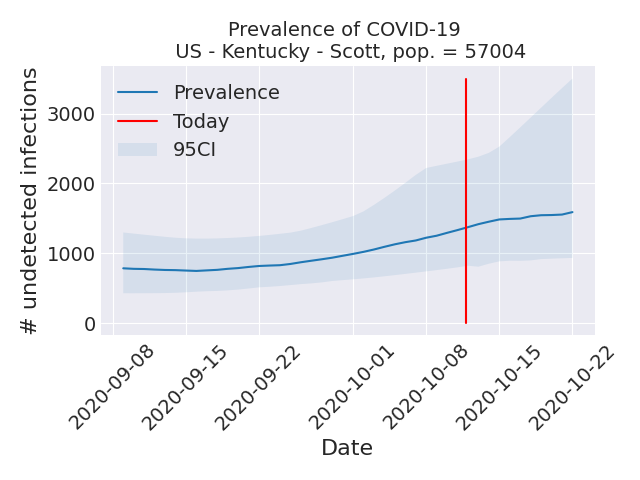 Prevalence of COVID-19
US - Kentucky - Scott, pop. = 57004
# undetected infections
3000
2000
1000
0
Prevalence
Today
95CI
2020-09-08
2020-09-15
2020-09-22
2020-10-01
2020-10-08
2020-10-15
2020-10-22
Date